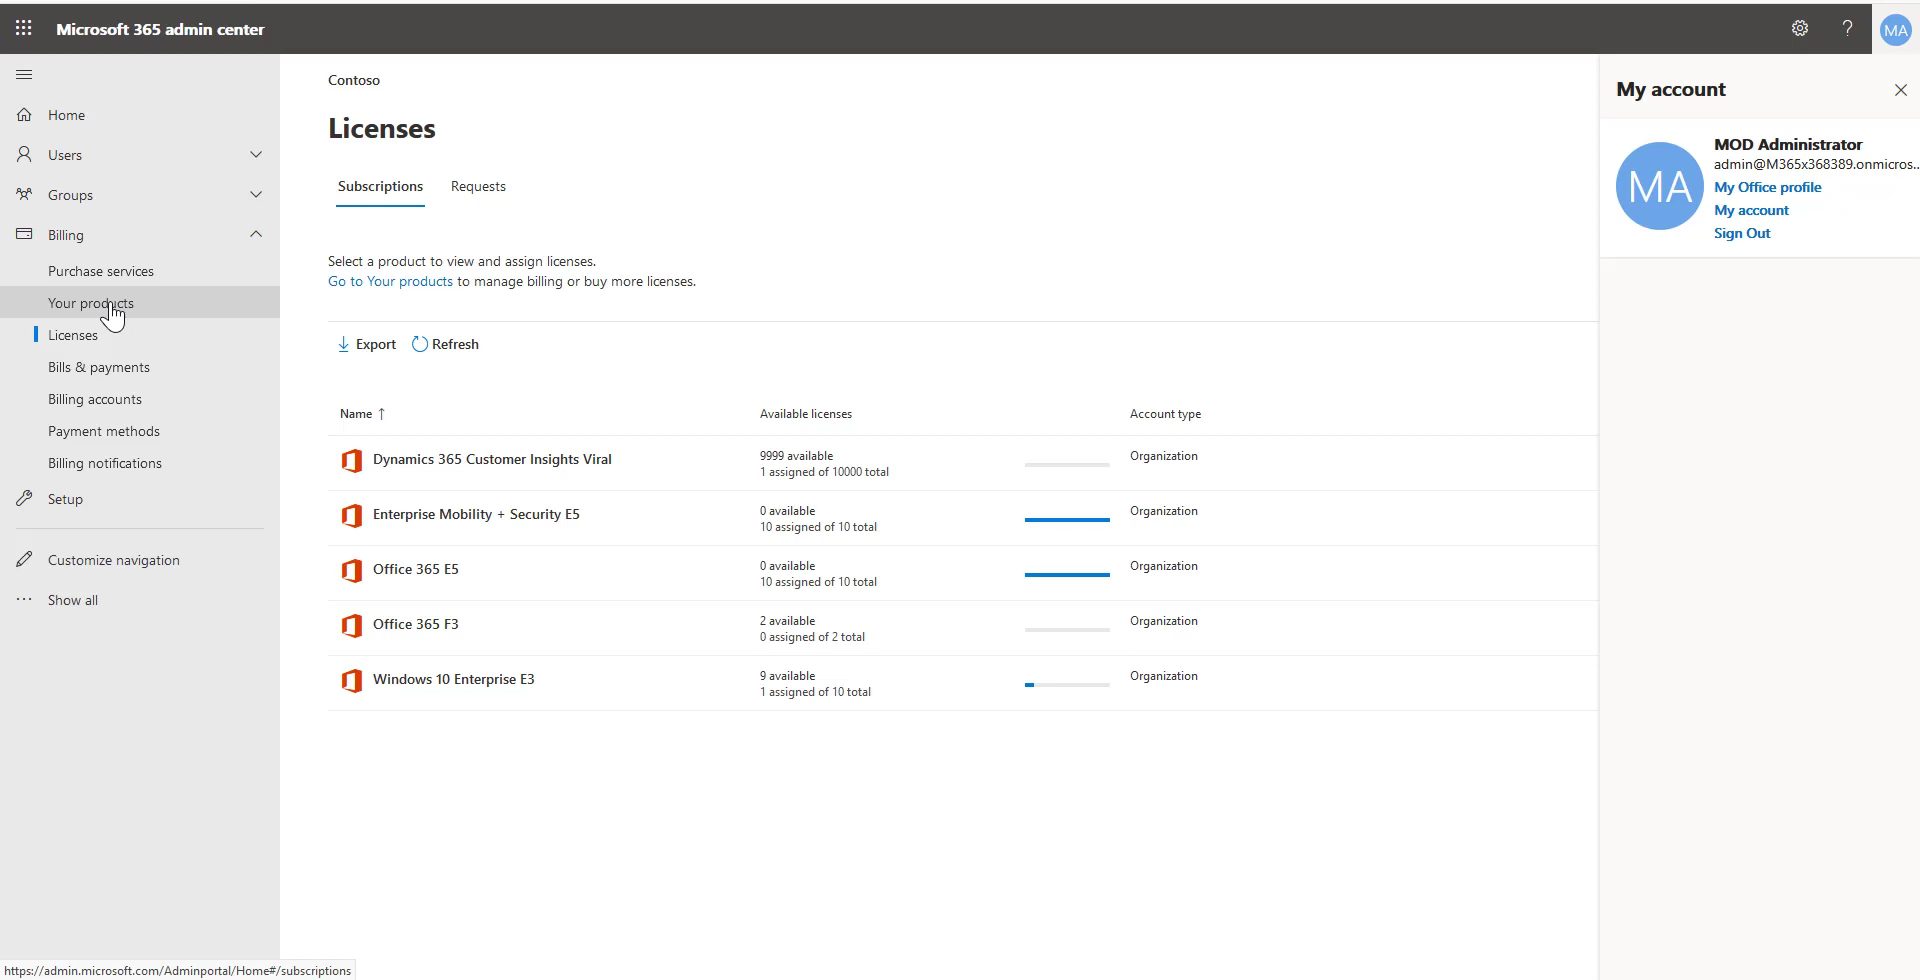 Microsoft 365 admin center
?
MA
Home
Users
Groups
Billing
Purchase services
Your products
Licenses
Bills & payments
Billing accounts
Payment methods
Billing notifications
Setup
Customize navigation
Show all
Contoso
Licenses
Subscriptions
Requests
Select a product to view and assign licenses.
Go to Your products to manage billing or buy more licenses.
Export
Refresh
Name ↑
Available licenses
Account type
Dynamics 365 Customer Insights Viral
9999 available
1 assigned of 10000 total
Organization
Enterprise Mobility + Security E5
0 available
10 assigned of 10 total
Organization
Office 365 E5
0 available
10 assigned of 10 total
Organization
Office 365 F3
2 available
0 assigned of 2 total
Organization
Windows 10 Enterprise E3
9 available
1 assigned of 10 total
Organization
My account
MA
MOD Administrator
admin@M365x368389.onmicros...
My Office profile
My account
Sign Out
https://admin.microsoft.com/Adminportal/Home#/subscriptions